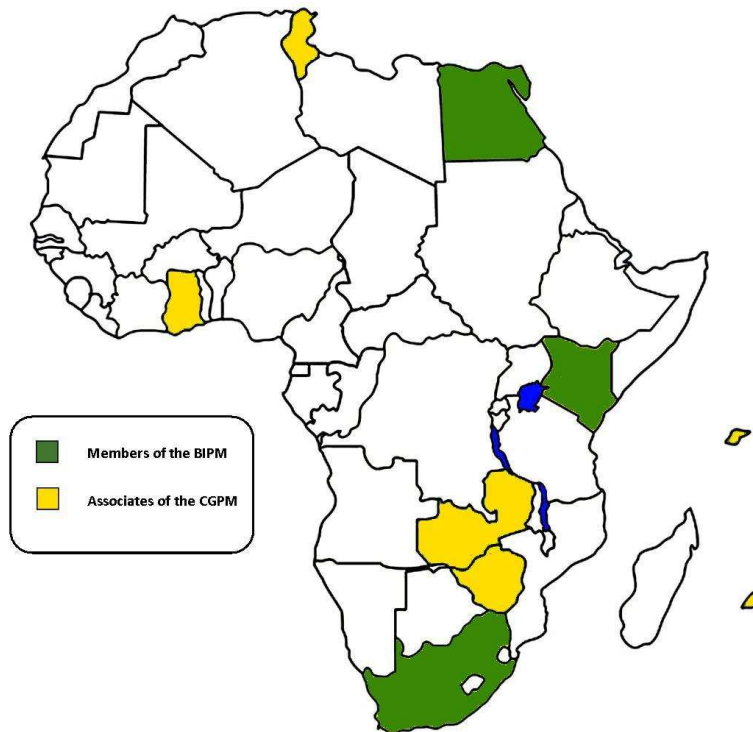 Members of the BIPM
Associates of the CGPM